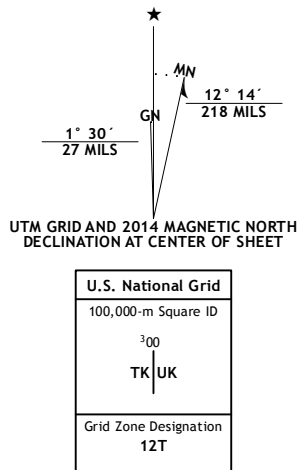 ★
MN
GN
12° 14´
218 MILS
1° 30´
27 MILS
UTM GRID AND 2014 MAGNETIC NORTH
DECLINATION AT CENTER OF SHEET
U.S. National Grid
100,000-m Square ID
³00
TK UK
Grid Zone Designation
12T